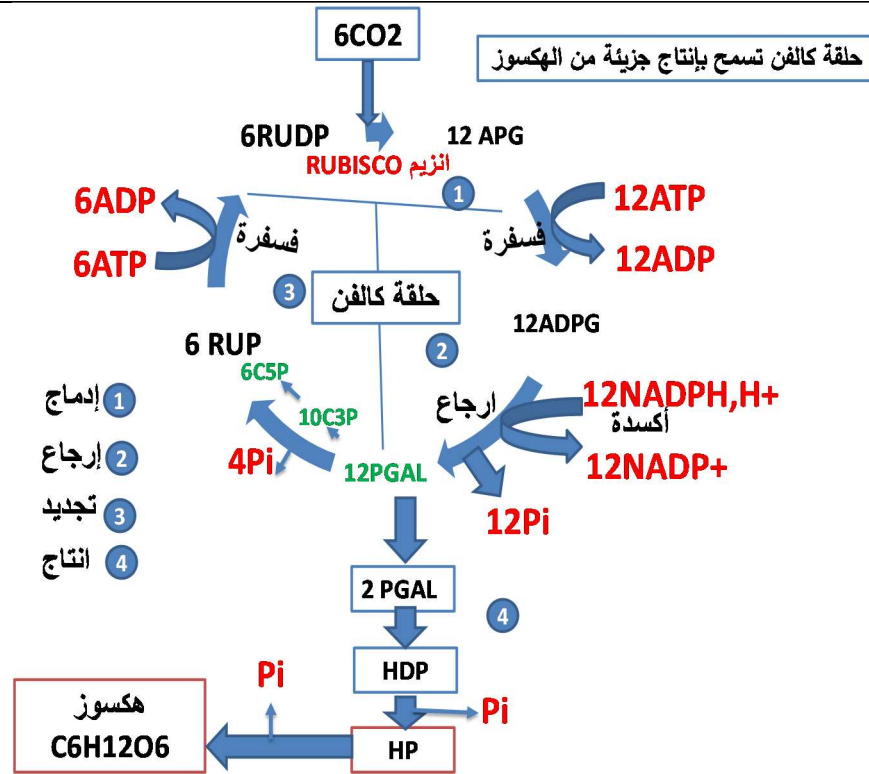 6CO2
حلقة كالفن تسمح بإنتاج جزيئة من الهكسوز
6RUDP
12 APG
انزيم RUBISCO
1
6ADP
12ATP
فسفرة
فسفرة
6ATP
12ADP
3
حلقة كالفن
12ADPG
2
6 RUP
6C5P
ارجاع
12NADPH,H+
أكسدة
10C3P
12NADP+
4Pi
12PGAL
12Pi
1 إدماج
2 إرجاع
3 تجديد
4 انتاج
2 PGAL
4
HDP
Pi
Pi
هكسوز
C6H12O6
HP